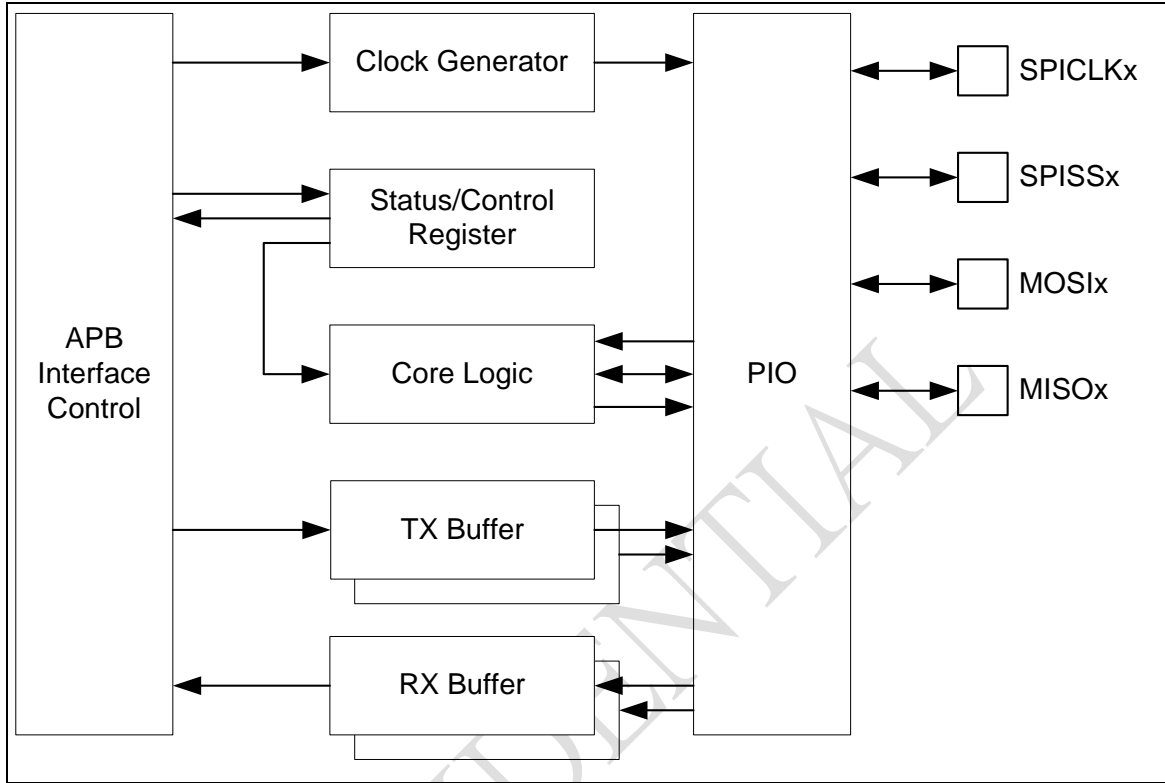 Clock Generator
SPICLKx
Status/Control
Register
SPISSx
MOSIx
APB
Interface
Control
Core Logic
PIO
MISOx
TX Buffer
RX Buffer
DENTIAL